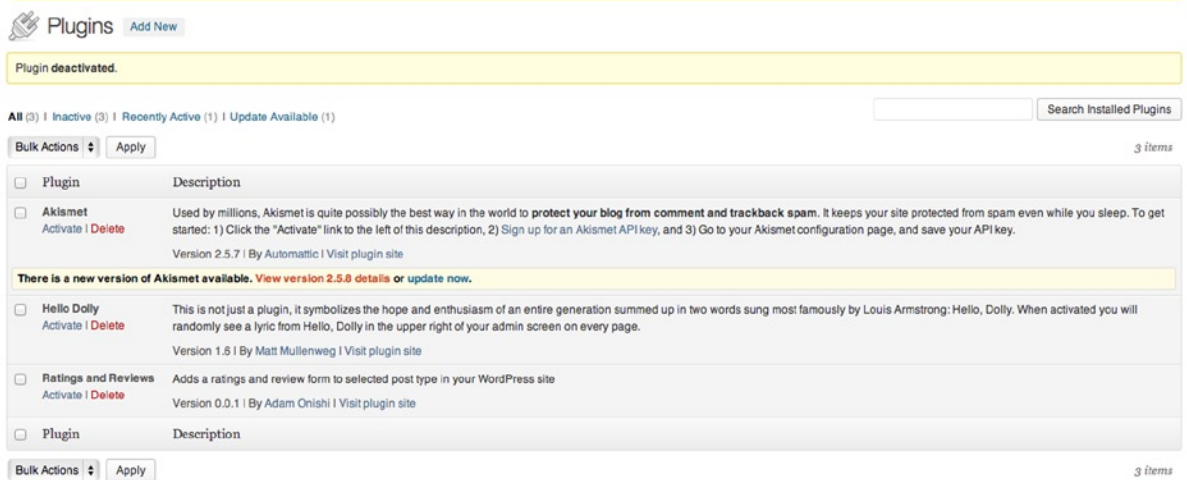 Plugins Add New
Plugin deactivated.
All (3) | Inactive (3) | Recently Active (1) | Update Available (1)
Search Installed Plugins
Bulk Actions Apply
3 items
Plugin Description
Akismet
Activate | Delete
Used by millions, Akismet is quite possibly the best way in the world to protect your blog from comment and trackback spam. It keeps your site protected from spam even while you sleep. To get
started: 1) Click the "Activate" link to the left of this description, 2) Sign up for an Akismet API key, and 3) Go to your Akismet configuration page, and save your API key.
Version 2.5.7 | By Automattic | Visit plugin site
There is a new version of Akismet available. View version 2.5.8 details or update now.
Hello Dolly
Activate | Delete
This is not just a plugin, it symbolizes the hope and enthusiasm of an entire generation summed up in two words sung most famously by Louis Armstrong: Hello, Dolly. When activated you will
randomly see a lyric from Hello, Dolly in the upper right of your admin screen on every page.
Version 1.6 | By Matt Mullenweg | Visit plugin site
Ratings and Reviews
Activate | Delete
Adds a ratings and review form to selected post type in your WordPress site
Version 0.0.1 | By Adam Onishi | Visit plugin site
Plugin Description
Bulk Actions Apply
3 items